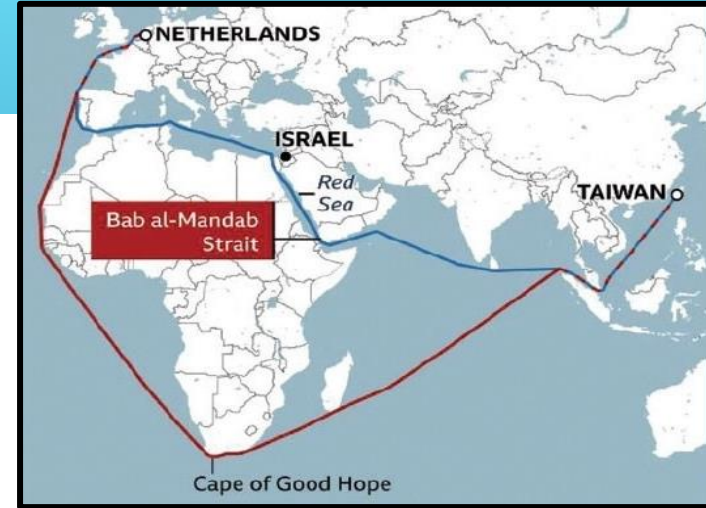 NETHERLANDS
ISRAEL
Red
Sea
TAIWAN
Bab al-Mandab
Strait
Cape of Good Hope